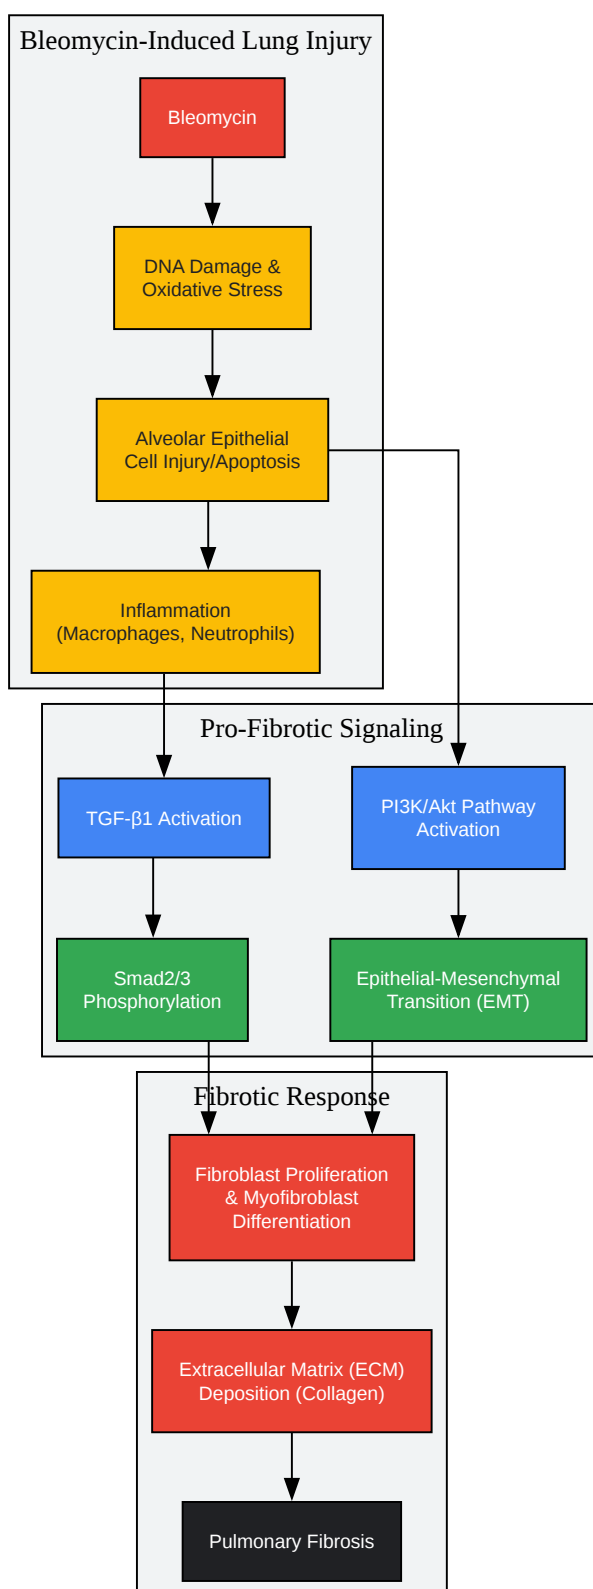 Bleomycin-Induced Lung Injury
Bleomycin
DNA Damage &
Oxidative Stress
Alveolar Epithelial
Cell Injury/Apoptosis
Inflammation
(Macrophages, Neutrophils)
Pro-Fibrotic Signaling
TGF-β1 Activation
PI3K/Akt Pathway
Activation
Smad2/3
Phosphorylation
Epithelial-Mesenchymal
Transition (EMT)
Fibrotic Response
Fibroblast Proliferation
& Myofibroblast
Differentiation
Extracellular Matrix (ECM)
Deposition (Collagen)
Pulmonary Fibrosis